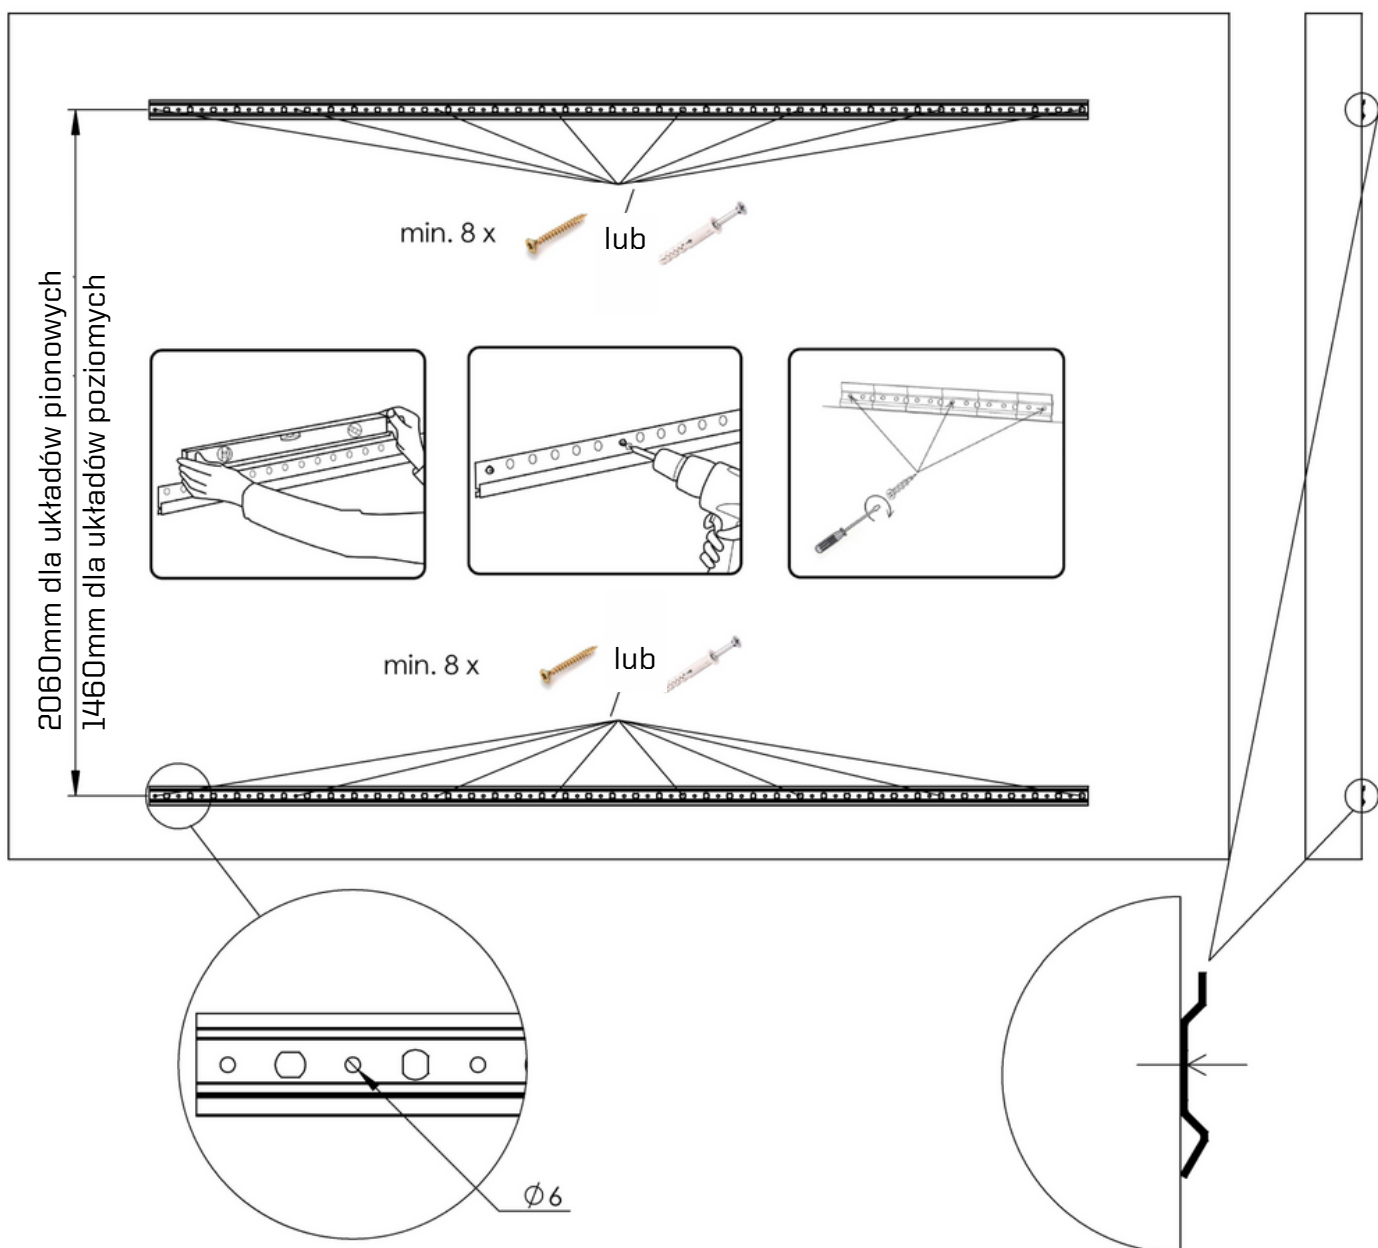 min. 8 x
lub
2060mm dla układów pionowych
1460mm dla układów poziomych
min. 8 x
lub
Ø6